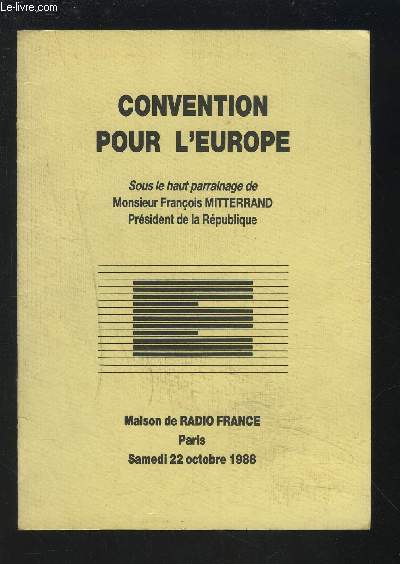 Le-livre.com
CONVENTION
POUR L'EUROPE
Sous le haut parrainage de
Monsieur François MITTERRAND
Président de la République
E
Maison de RADIO FRANCE
Paris
Samedi 22 octobre 1988